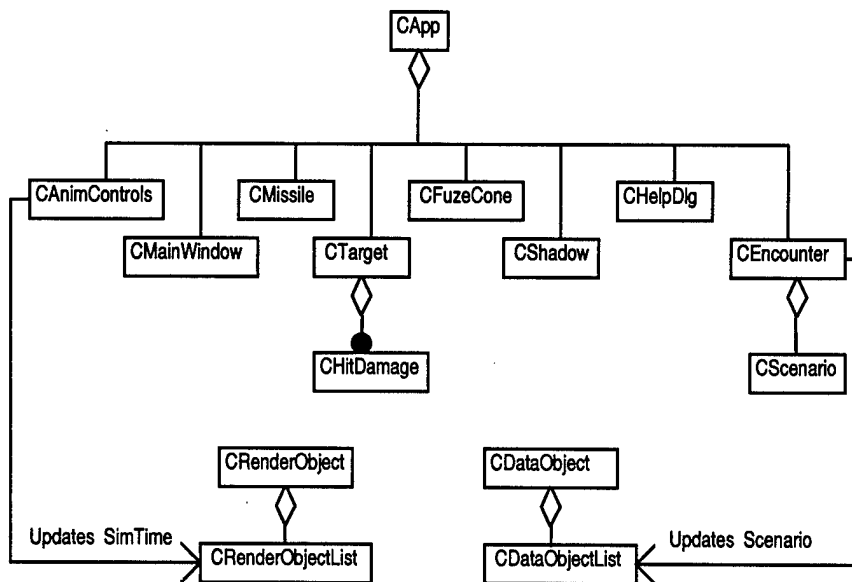 CApp
CAnimControls
CMissile
CFuzeCone
CHelpDlg
CMainWindow
CTarget
CShadow
CEncounter
CHitDamage
CScenario
CRenderObject
CDataObject
Updates SimTime
CRenderObjectList
CDataObjectList
Updates Scenario